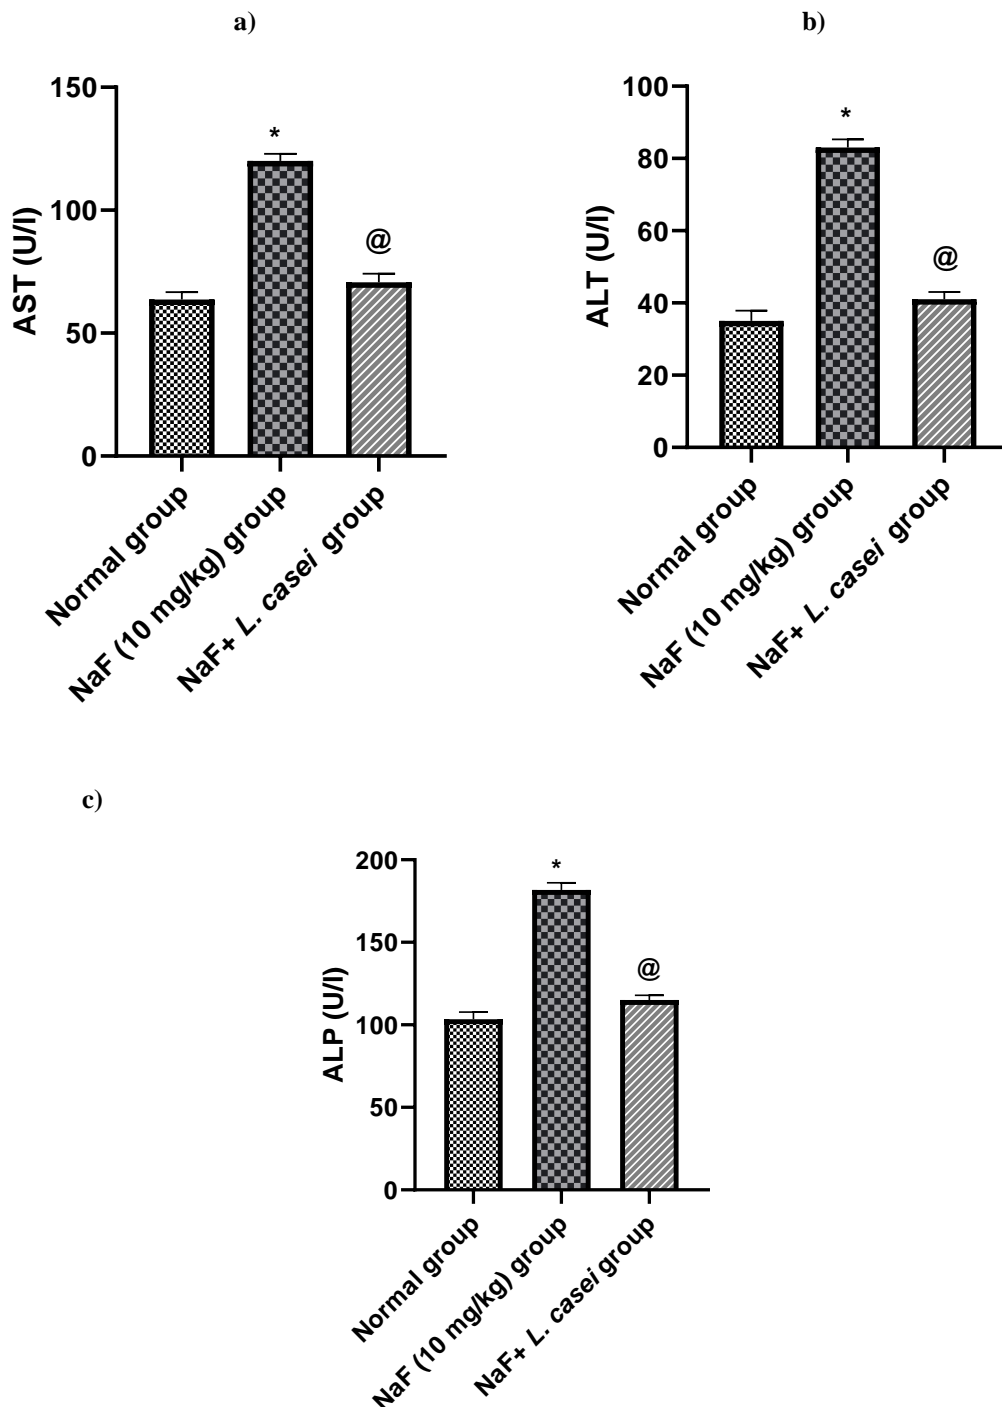 a)
AST (U/l)
150
100
50
0
*
@
Normal group
NaF (10 mg/kg) group
NaF+ L. casei group
b)
ALT (U/l)
100
80
60
40
20
0
*
@
Normal group
NaF (10 mg/kg) group
NaF+ L. casei group
c)
ALP (U/l)
200
150
100
50
0
*
@
Normal group
NaF (10 mg/kg) group
NaF+ L. casei group